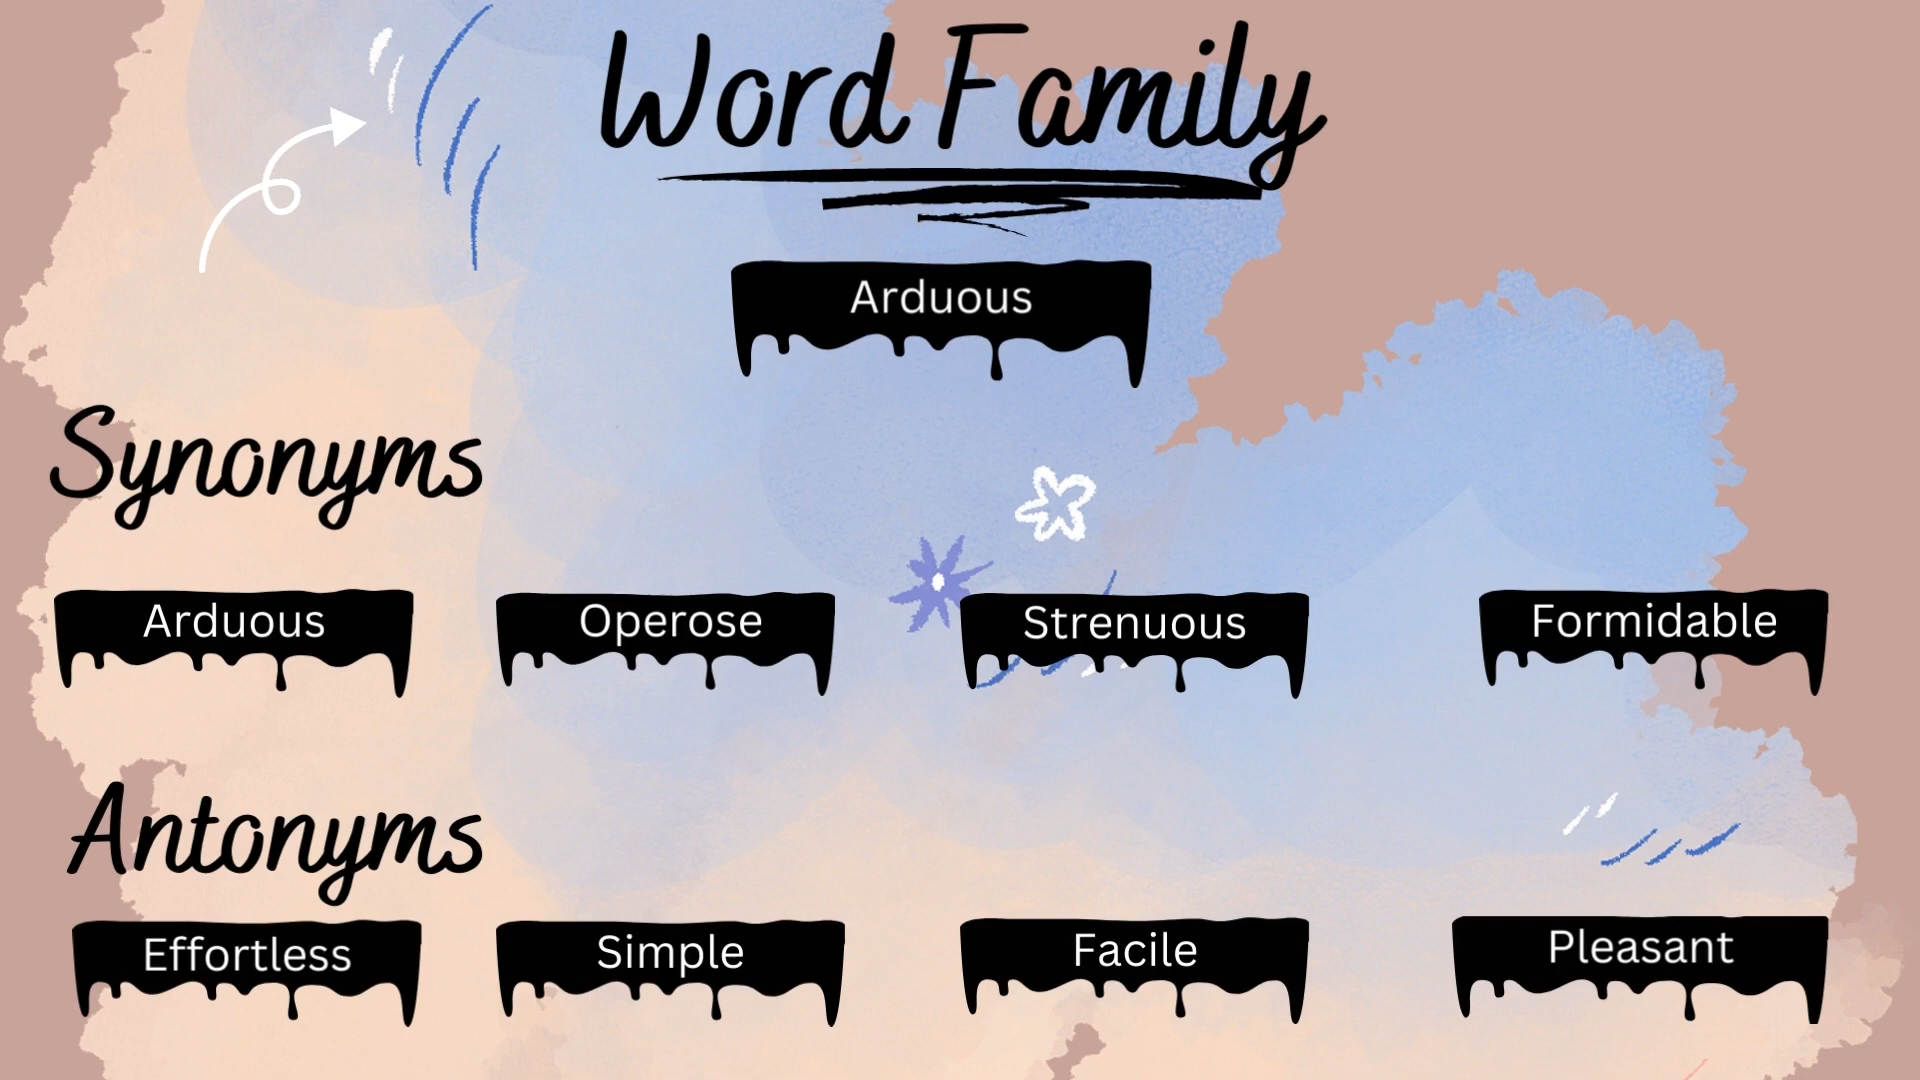 Word Family
Arduous
Synonyms
Arduous Operose Strenuous Formidable
Antonyms
Effortless Simple Facile Pleasant